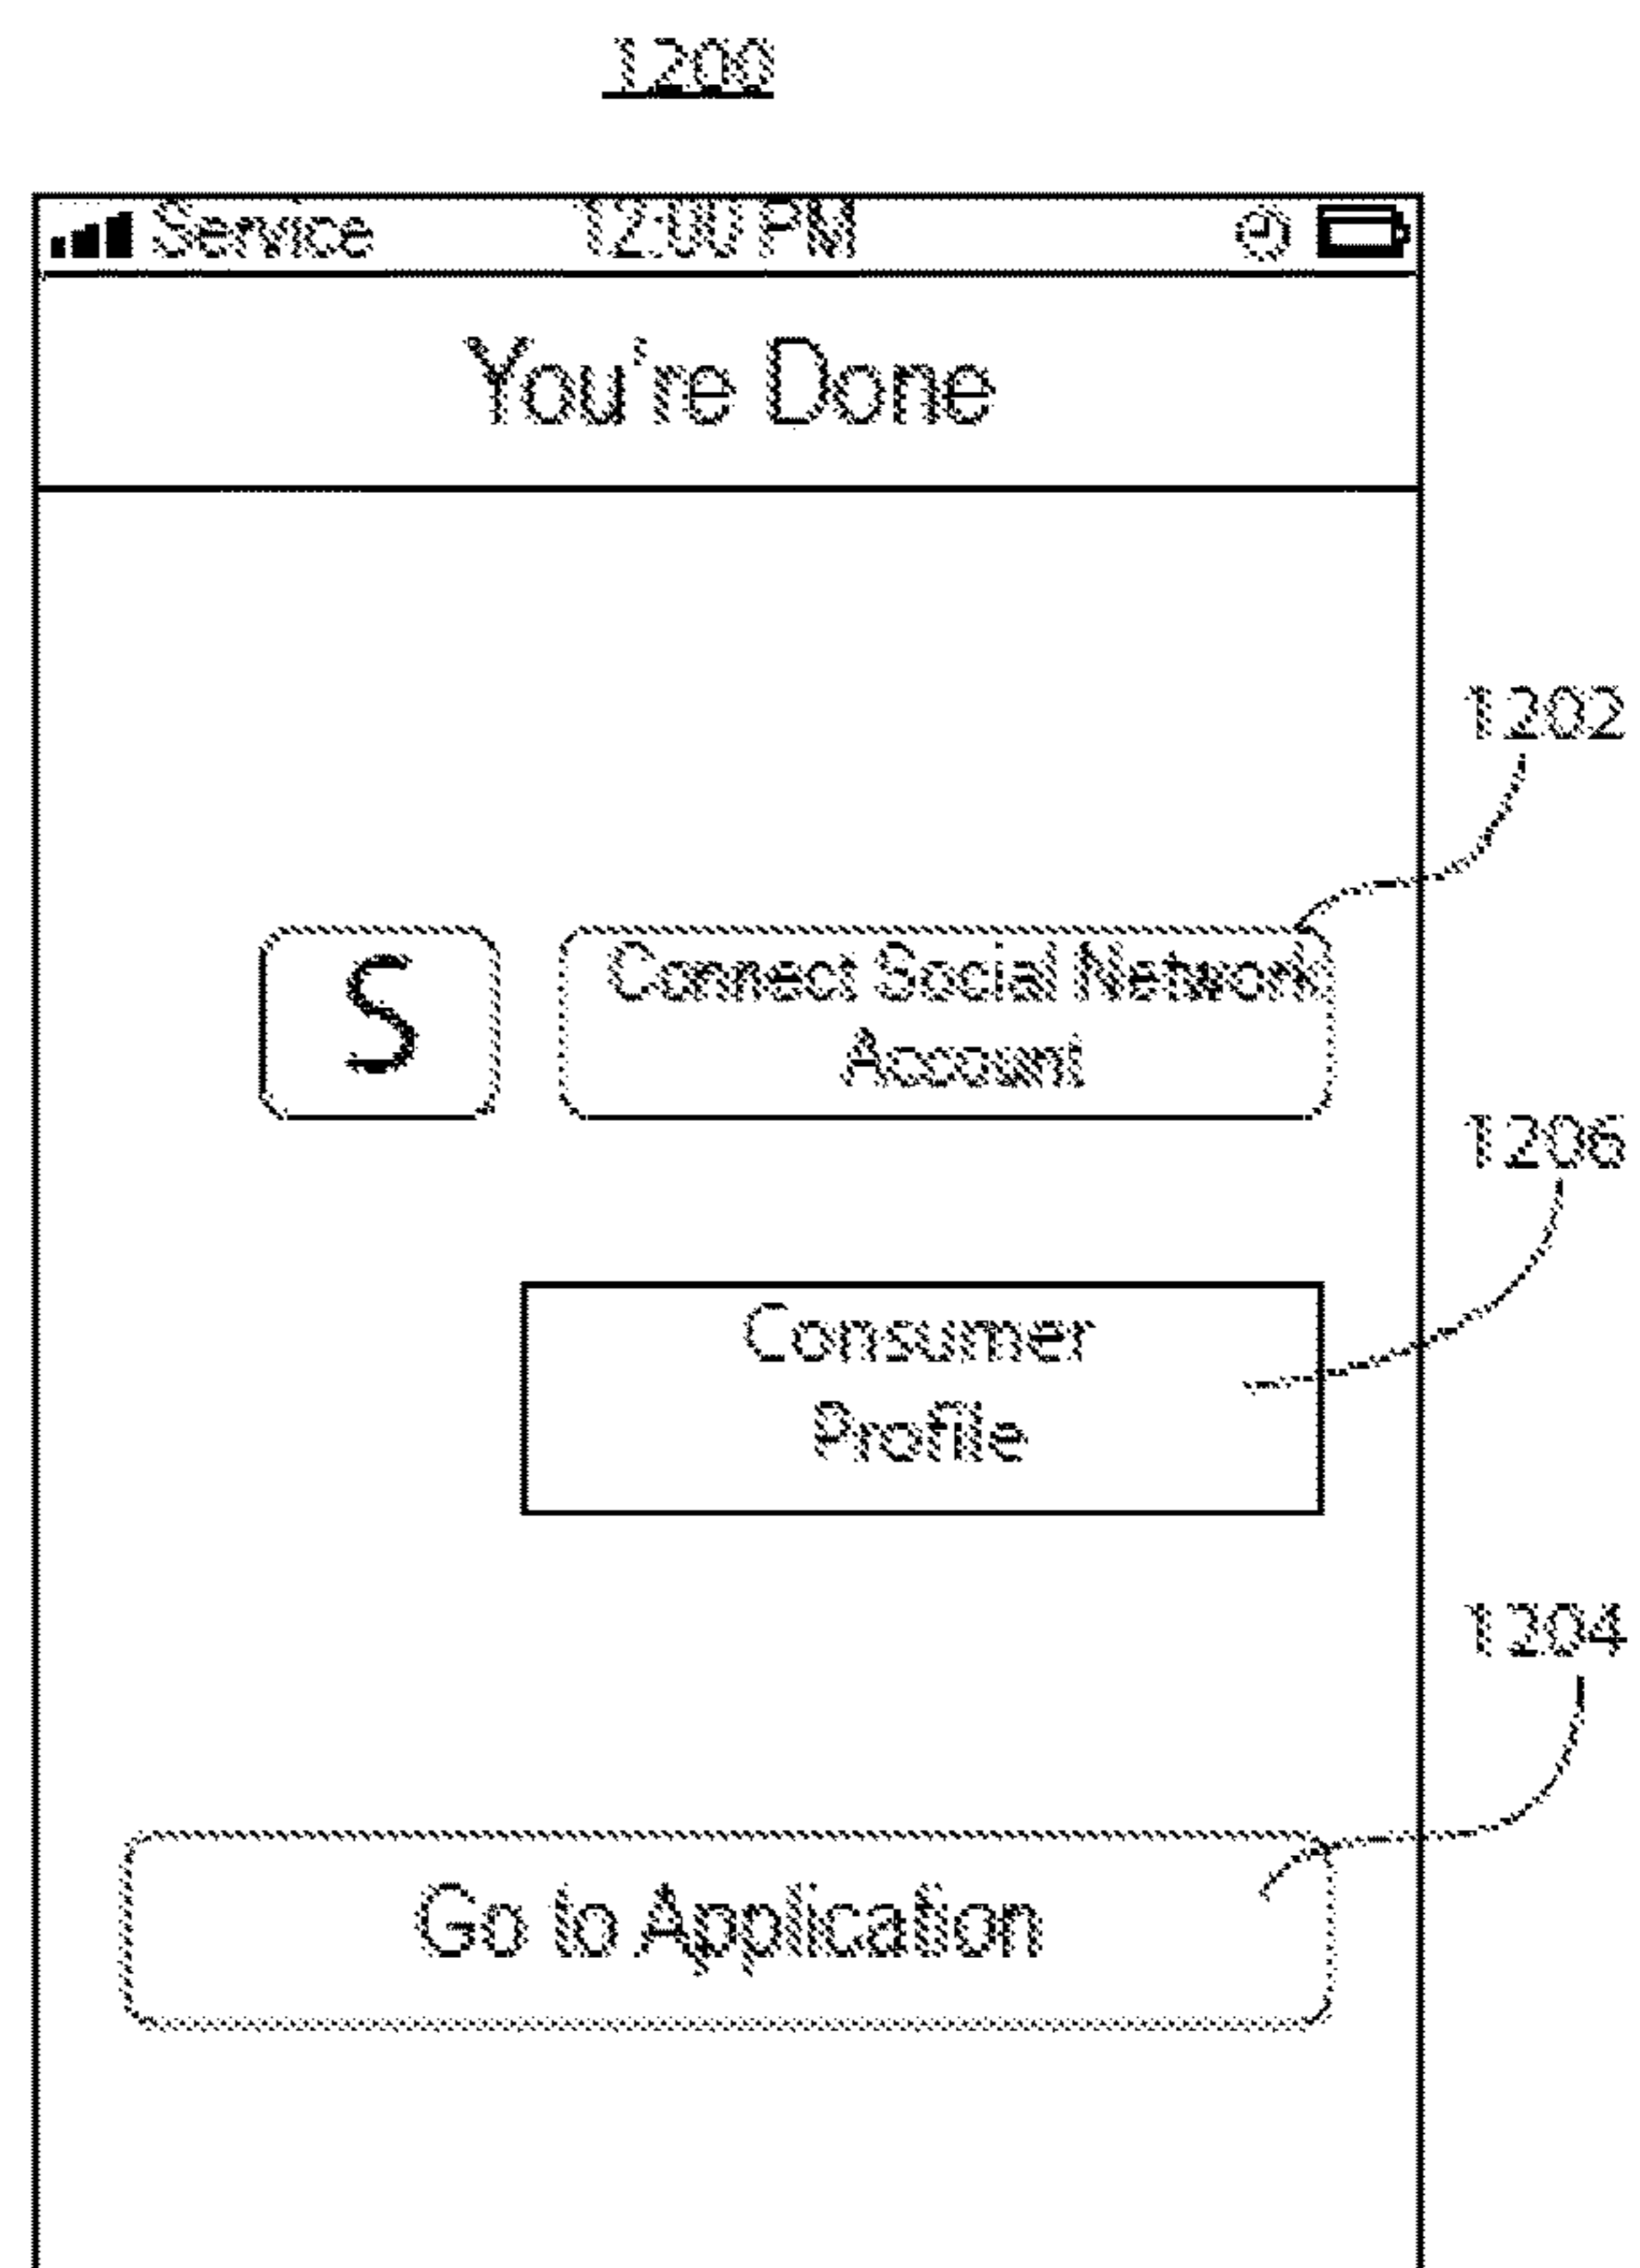 1200
Service 12:00 PM
You're Done
1202
S
Connect Social Network
Account
1206
Consumer
Profile
1204
Go to Application